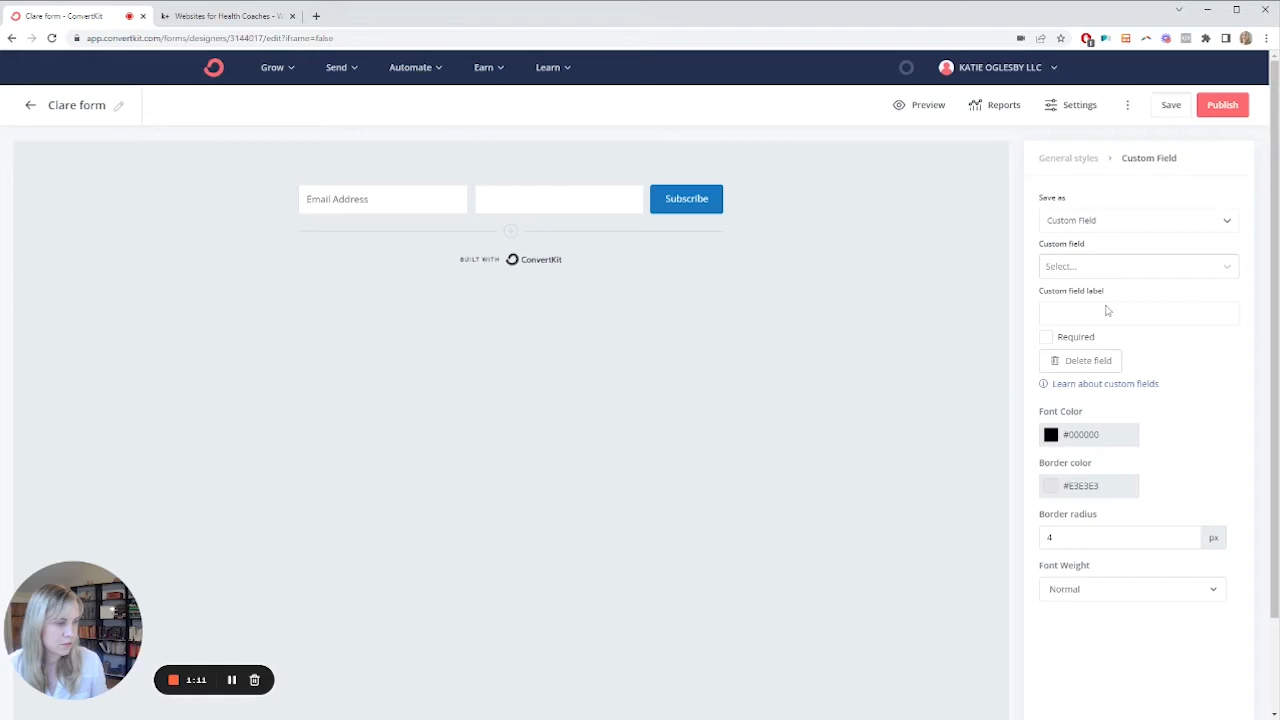 Clare form - ConvertKit
Websites for Health Coaches - W
app.convertkit.com/forms/designers/3144017/edit?iframe=false
Grow
Send
Automate
Earn
Learn
KATIE OGLESBY LLC
Clare form
Preview
Reports
Settings
Save
Publish
General styles > Custom Field
Save as
Custom Field
Custom field
Select...
Custom field label
Required
Delete field
Learn about custom fields
Font Color
#000000
Border color
#E3E3E3
Border radius
4 px
Font Weight
Normal
Email Address
Subscribe
BUILT WITH ConvertKit
1:11